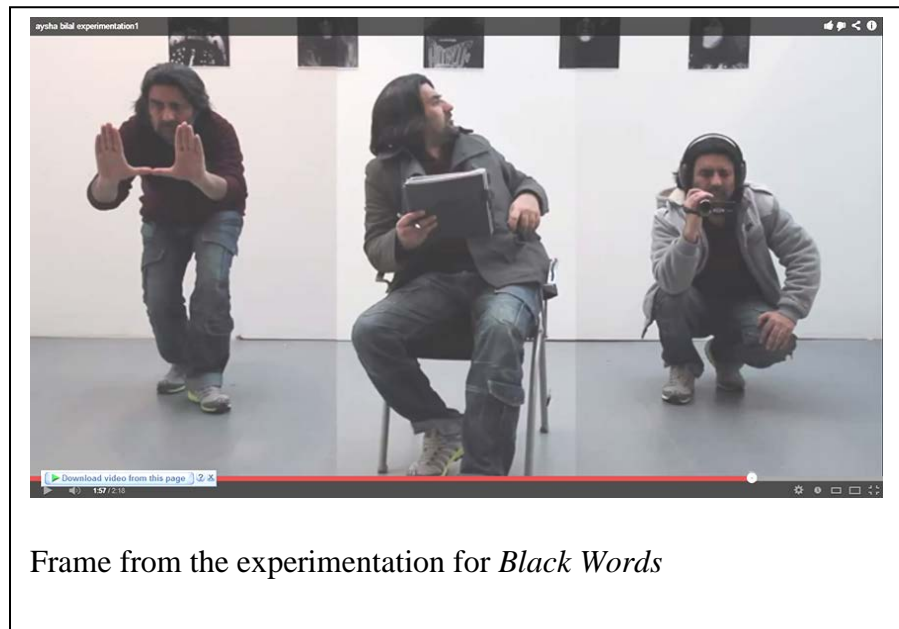 aysha bilal experimentation1
Download video from this page
1:57 / 2:18
Frame from the experimentation for Black Words